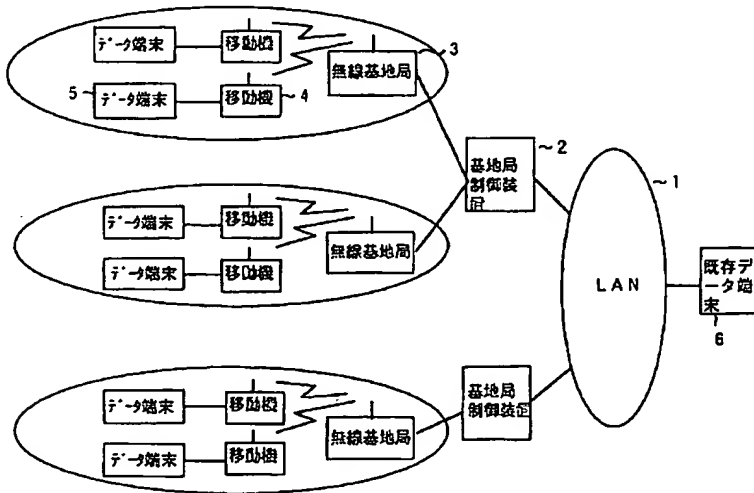 データ端末
移動機
無線基地局
3
5
データ端末
移動機
4
基地局
制御装置
2
1
データ端末
移動機
無線基地局
データ端末
移動機
LAN
既存デ
ータ端
末
6
データ端末
移動機
無線基地局
基地局
制御装置
データ端末
移動機